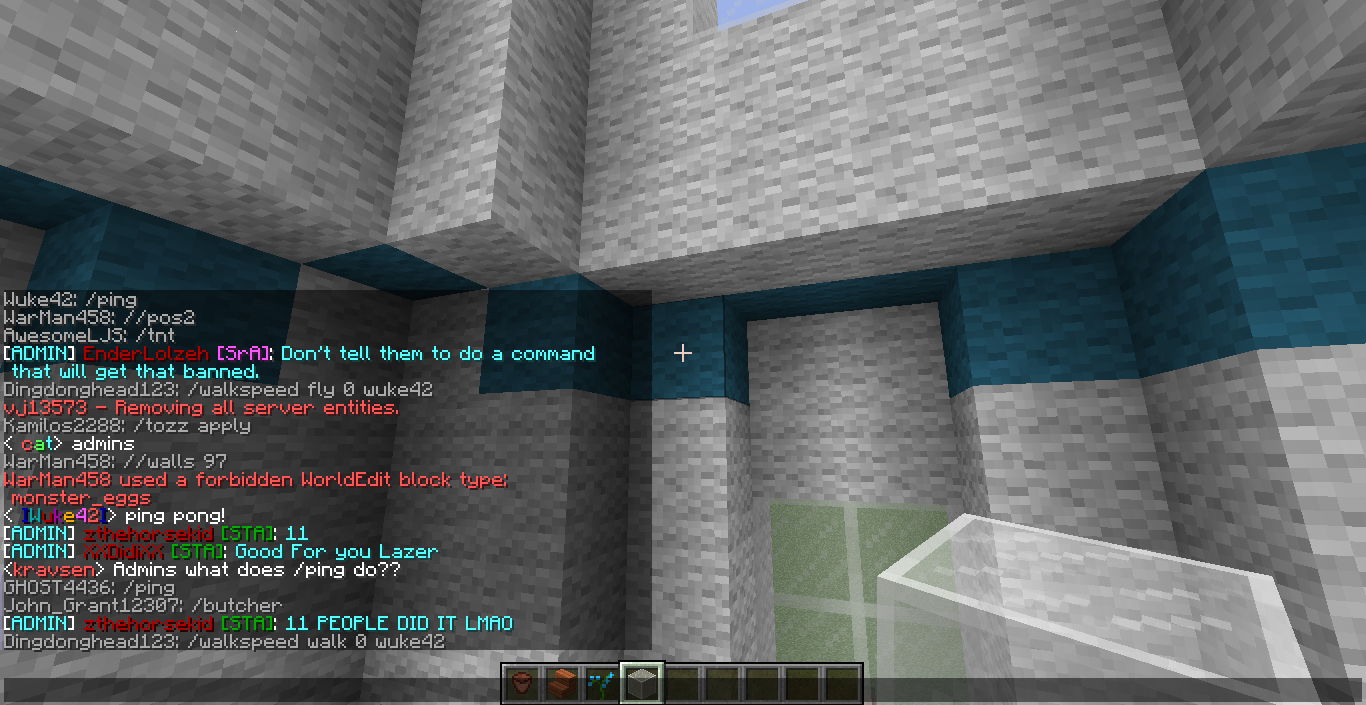 Wuke42: /ping
WarMan458: //pos2
AwesomeLJS: /tnt
[ADMIN] EnderLolzeh [SrA]: Don't tell them to do a command
that will get that banned.
Dingdonghead123: /walkspeed fly 0 wuke42
vj13573 - Removing all server entities.
Kamilos2288: /tozz apply
< cat> admins
WarMan458: //walls 97
WarMan458 used a forbidden WorldEdit block type:
monster_eggs
< [Wuke42]> ping pong!
[ADMIN] zthehorsekid [STA]: 11
[ADMIN] [STA]: Good For you Lazer
<kravsen> Admins what does /ping do??
GHOST4436: /ping
John_Grant12307: /butcher
[ADMIN] zthehorsekid [STA]: 11 PEOPLE DID IT LMAO
Dingdonghead123: /walkspeed walk 0 wuke42